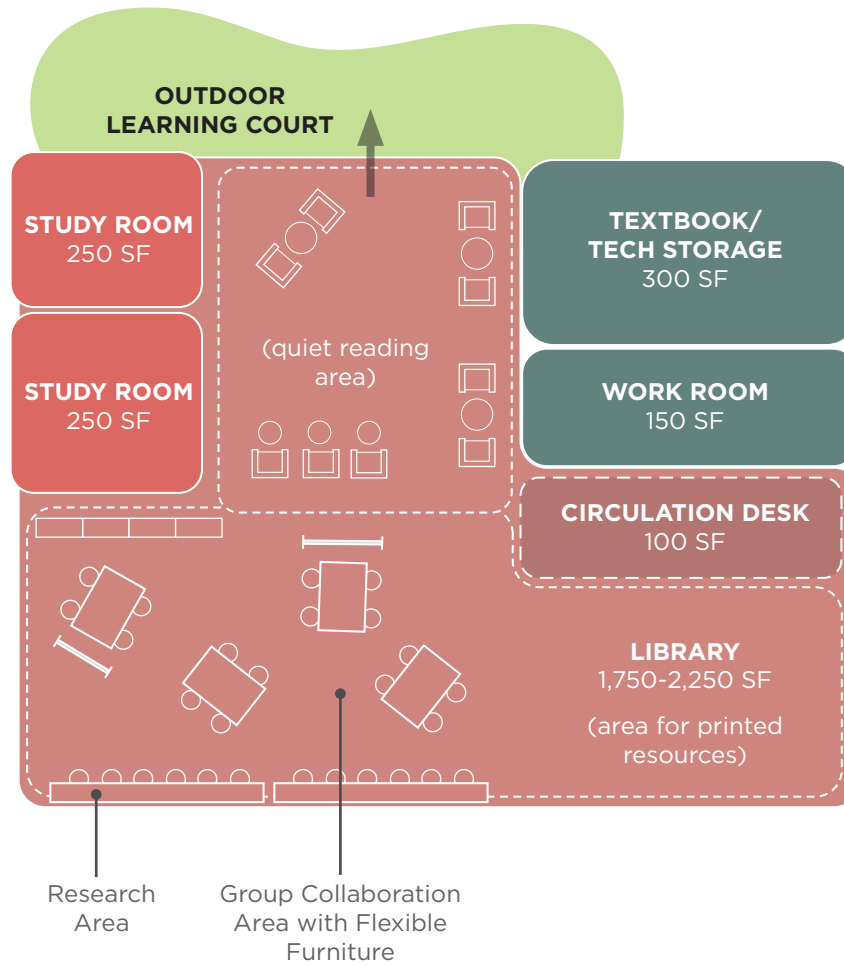 OUTDOOR
LEARNING COURT
STUDY ROOM
250 SF
TEXTBOOK/
TECH STORAGE
300 SF
(quiet reading
area)
STUDY ROOM
250 SF
WORK ROOM
150 SF
CIRCULATION DESK
100 SF
LIBRARY
1,750-2,250 SF
(area for printed
resources)
Research
Area
Group Collaboration
Area with Flexible
Furniture